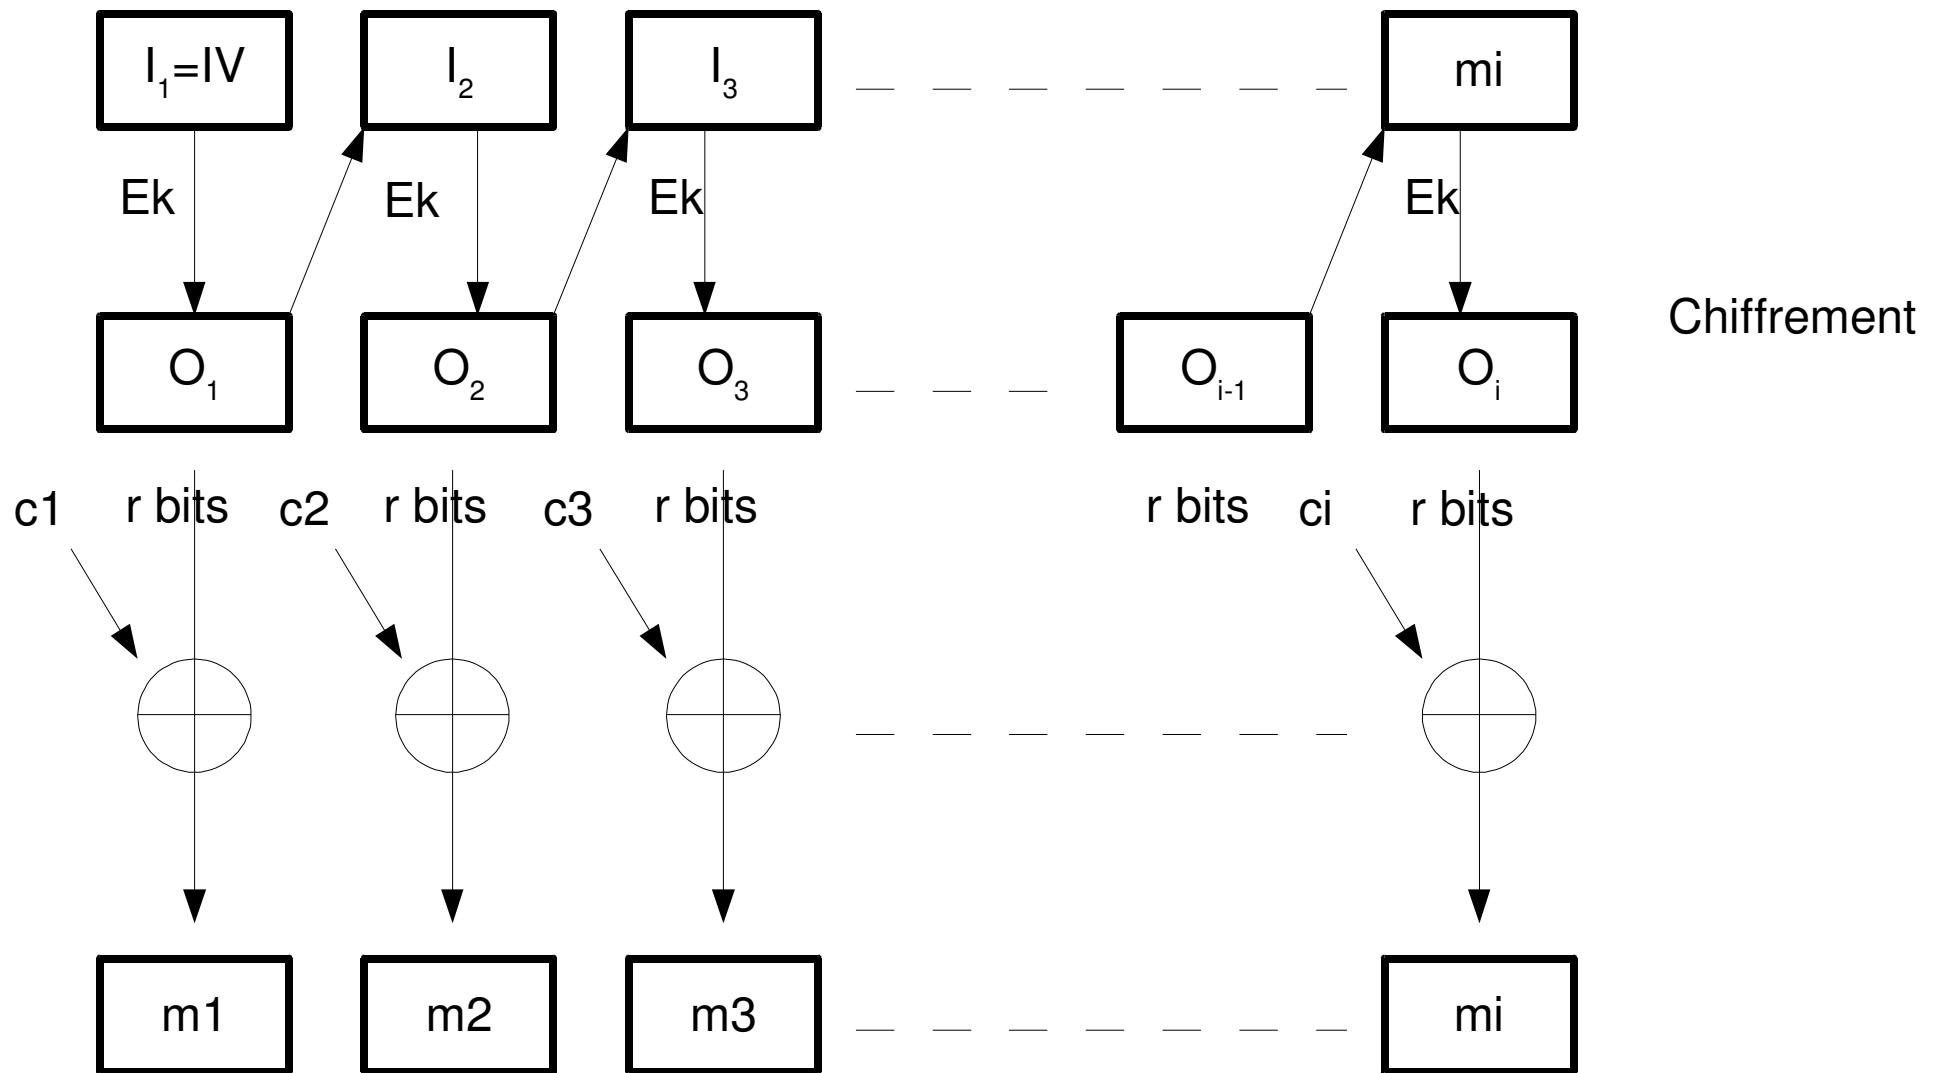 I₁=IV I₂ I₃ mi
Ek Ek Ek Ek
Chiffrement
O₁ O₂ O₃ Oᵢ₋₁ Oᵢ
c1 r bits c2 r bits c3 r bits r bits ci r bits
m1 m2 m3 mi